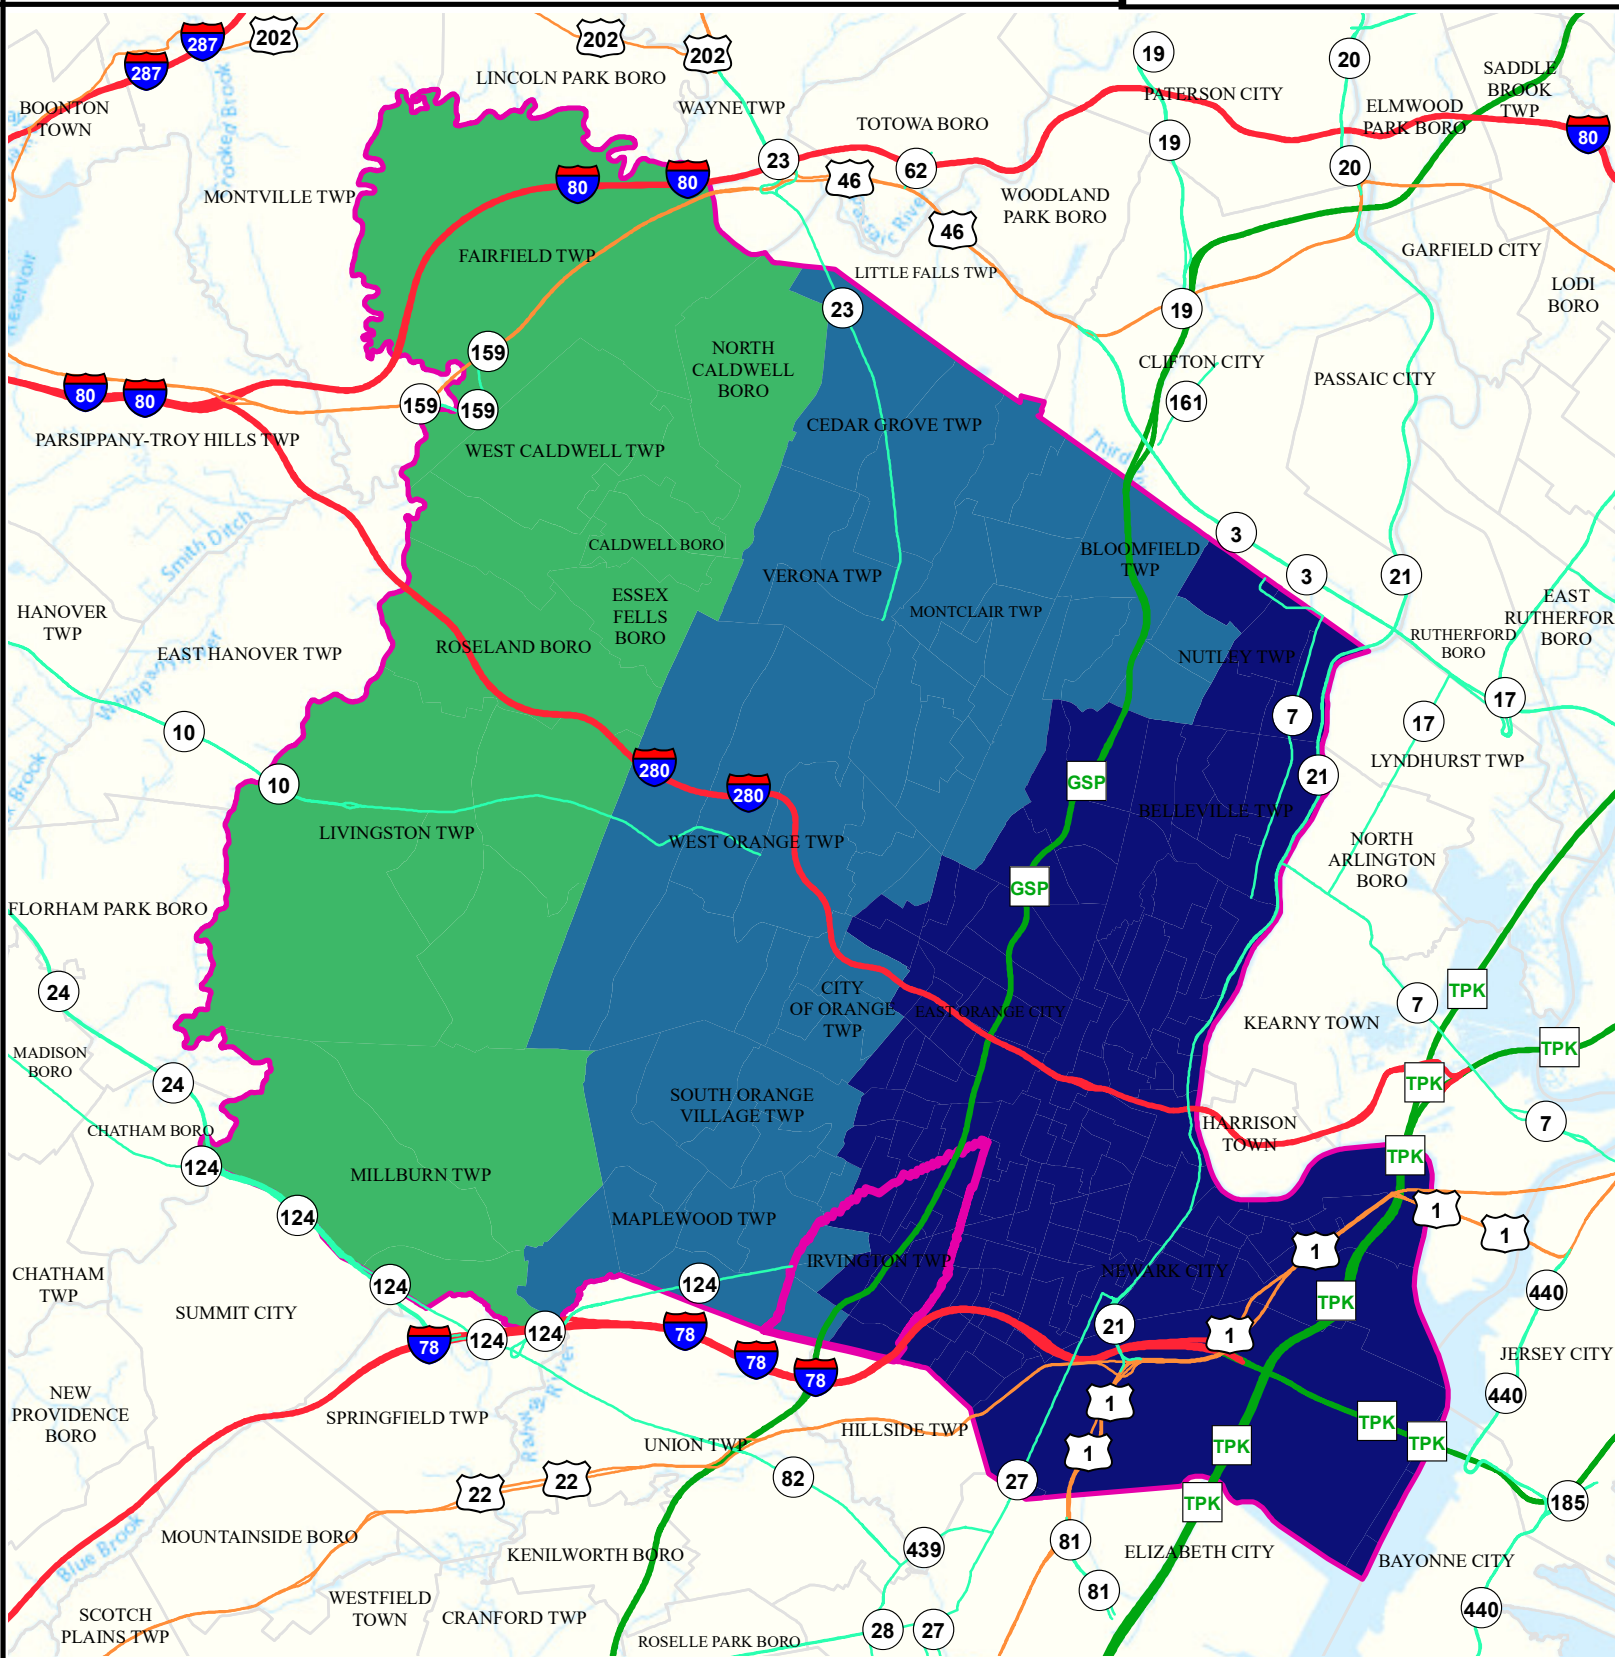 287
202
287
202
202
19
20
LINCOLN PARK BORO
SADDLE
BROOK
TWP
BOONTON
TOWN
WAYNE TWP
PATERSON CITY
ELMWOOD
PARK BORO
TOTOWA BORO
80
19
23
62
20
46
80
80
MONTVILLE TWP
WOODLAND
PARK BORO
46
FAIRFIELD TWP
LITTLE FALLS TWP
GARFIELD CITY
LODI
BORO
23
19
159
NORTH
CALDWELL
BORO
CLIFTON CITY
PASSAIC CITY
80
80
159
159
161
CEDAR GROVE TWP
PARSIPPANY-TROY HILLS TWP
WEST CALDWELL TWP
Smith Ditch
3
CALDWELL BORO
BLOOMFIELD
TWP
VERONA TWP
3
21
ESSEX
FELLS
BORO
MONTCLAIR TWP
HANOVER
TWP
EAST
RUTHERFOR
BORO
EAST HANOVER TWP
ROSELAND BORO
RUTHERFORD
BORO
NUTLEY TWP
17
7
17
10
280
280
GSP
21
LYNDHURST TWP
10
BELLEVILLE TWP
LIVINGSTON TWP
WEST ORANGE TWP
NORTH
ARLINGTON
BORO
GSP
FLORHAM PARK BORO
24
CITY
OF ORANGE
TWP
TPK
7
EAST ORANGE CITY
KEARNY TOWN
TPK
MADISON
BORO
24
TPK
SOUTH ORANGE
VILLAGE TWP
CHATHAM BORO
HARRISON
TOWN
7
124
MILLBURN TWP
TPK
124
MAPLEWOOD TWP
1
1
1
IRVINGTON TWP
NEWARK CITY
CHATHAM
TWP
124
124
440
SUMMIT CITY
TPK
78
124
124
78
21
1
78
78
JERSEY CITY
NEW
PROVIDENCE
BORO
1
440
SPRINGFIELD TWP
HILLSIDE TWP
TPK
UNION TWP
1
TPK
TPK
22
22
82
27
TPK
185
MOUNTAINSIDE BORO
Blue Brook
KENILWORTH BORO
439
81
ELIZABETH CITY
BAYONNE CITY
81
SCOTCH
PLAINS TWP
WESTFIELD
TOWN
CRANFORD TWP
ROSELLE PARK BORO
28
27
440